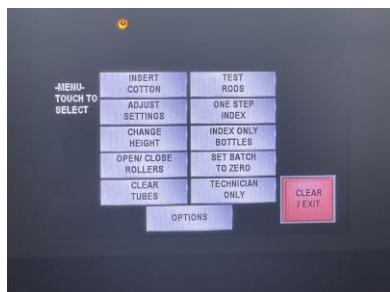 -MENU-
TOUCH TO
SELECT
INSERT
COTTON
TEST
RODS
ADJUST
SETTINGS
ONE STEP
INDEX
CHANGE
HEIGHT
INDEX ONLY
BOTTLES
OPEN/ CLOSE
ROLLERS
SET BATCH
TO ZERO
CLEAR
TUBES
TECHNICIAN
ONLY
OPTIONS
CLEAR
/ EXIT